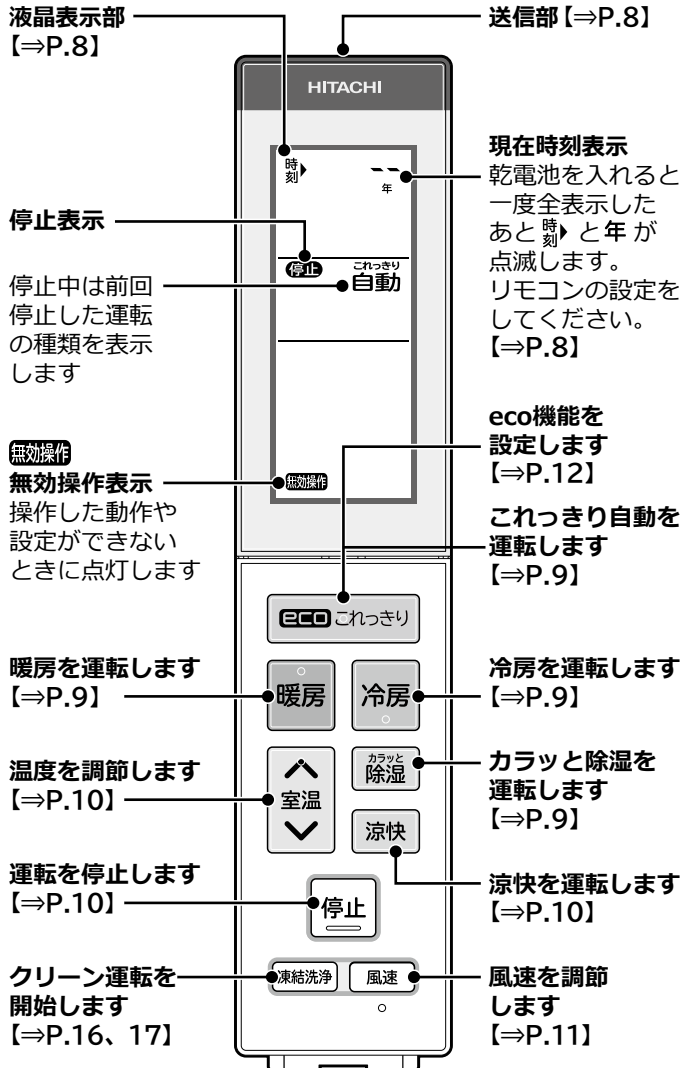 液晶表示部
【⇒P.8】
送信部【⇒P.8】
HITACHI
時刻
--
年
現在時刻表示
乾電池を入れると
一度全表示した
あと 時刻 と年 が
点滅します。
リモコンの設定を
してください。
【⇒P.8】
停止表示
停止
これっきり
自動
停止中は前回
停止した運転
の種類を表示
します
無効操作
無効操作表示
操作した動作や
設定ができない
ときに点灯します
無効操作
eco機能を
設定します
【⇒P.12】
これっきり自動を
運転します
【⇒P.9】
eco これっきり
暖房を運転します
【⇒P.9】
暖房
冷房
冷房を運転します
【⇒P.9】
温度を調節します
【⇒P.10】
室温
カラッと
除湿
カラッと除湿を
運転します
【⇒P.9】
涼快
涼快を運転します
【⇒P.10】
運転を停止します
【⇒P.10】
停止
クリーン運転を
開始します
【⇒P.16、17】
凍結洗浄
風速
風速を調節
します
【⇒P.11】